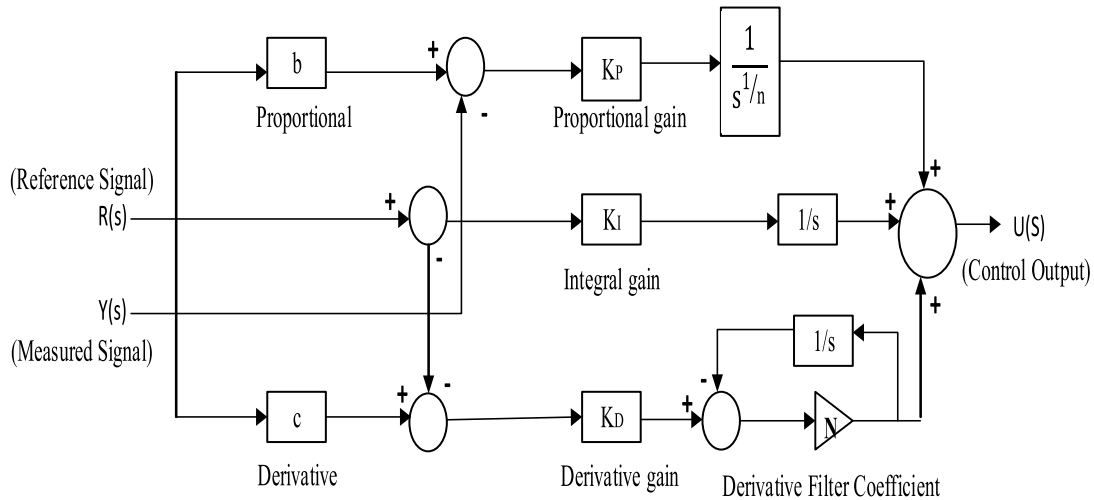 b
+
-
Proportional
KP
Proportional gain
1
s^1/n
+
(Reference Signal)
R(s)
+
-
KI
Integral gain
1/s
+
U(S)
(Control Output)
+
Y(s)
(Measured Signal)
1/s
-
+
-
c
Derivative
KD
Derivative gain
+
N
Derivative Filter Coefficient